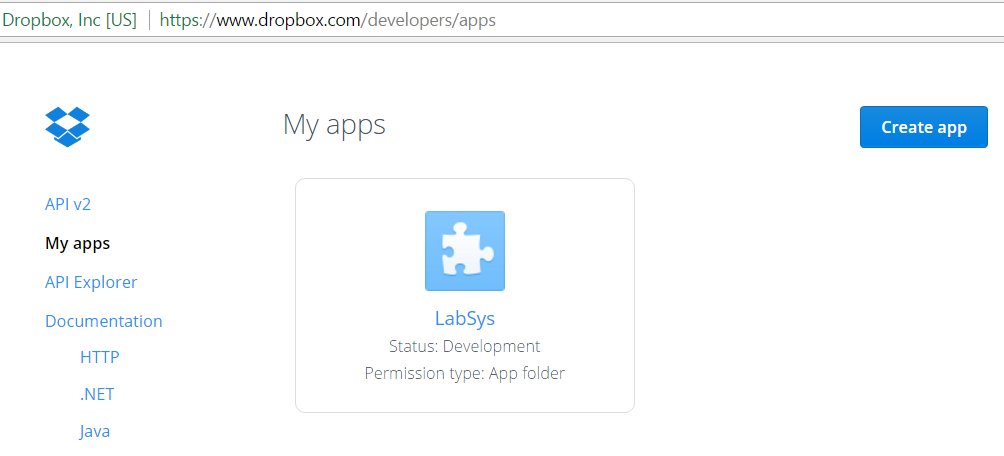 Dropbox, Inc [US] https://www.dropbox.com/developers/apps
My apps
Create app
API v2
My apps
API Explorer
Documentation
HTTP
.NET
Java
LabSys
Status: Development
Permission type: App folder